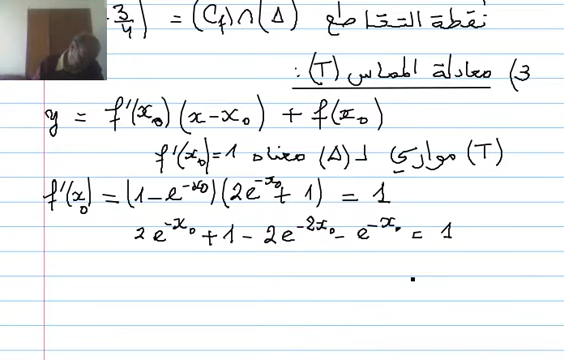 نقطة التقاطع (C_f) ∩ (Δ) = 3/4)
3) معادلة المماس (T) :
y = f'(x₀) (x - x₀) + f(x₀)
(T) موازي لـ (Δ) معناه f'(x₀) = 1
f'(x₀) = (1 - e^{-x₀}) (2e^{-x₀} + 1) = 1
2e^{-x₀} + 1 - 2e^{-2x₀} - e^{-x₀} = 1